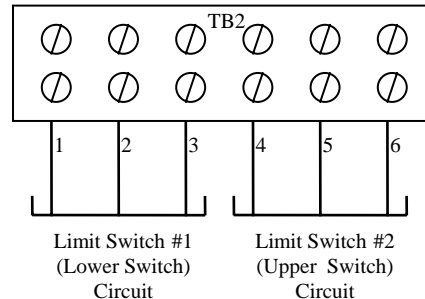 TB2
1 2 3 4 5 6
Limit Switch #1
(Lower Switch)
Circuit
Limit Switch #2
(Upper Switch)
Circuit